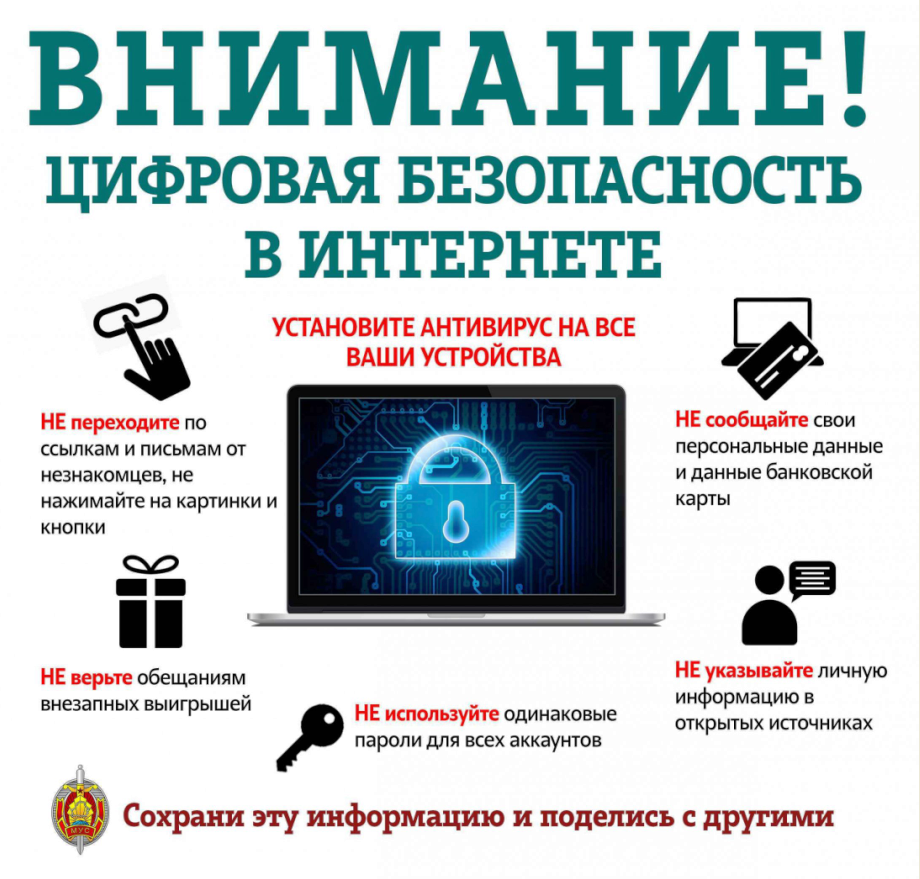 ВНИМАНИЕ!
ЦИФРОВАЯ БЕЗОПАСНОСТЬ
В ИНТЕРНЕТЕ
УСТАНОВИТЕ АНТИВИРУС НА ВСЕ
ВАШИ УСТРОЙСТВА
НЕ переходите по
ссылкам и письмам от
незнакомцев, не
нажимайте на картинки и
кнопки
НЕ сообщайте свои
персональные данные
и данные банковской
карты
НЕ верьте обещаниям
внезапных выигрышей
НЕ используйте одинаковые
пароли для всех аккаунтов
НЕ указывайте личную
информацию в
открытых источниках
МУС
Сохрани эту информацию и поделись с другими